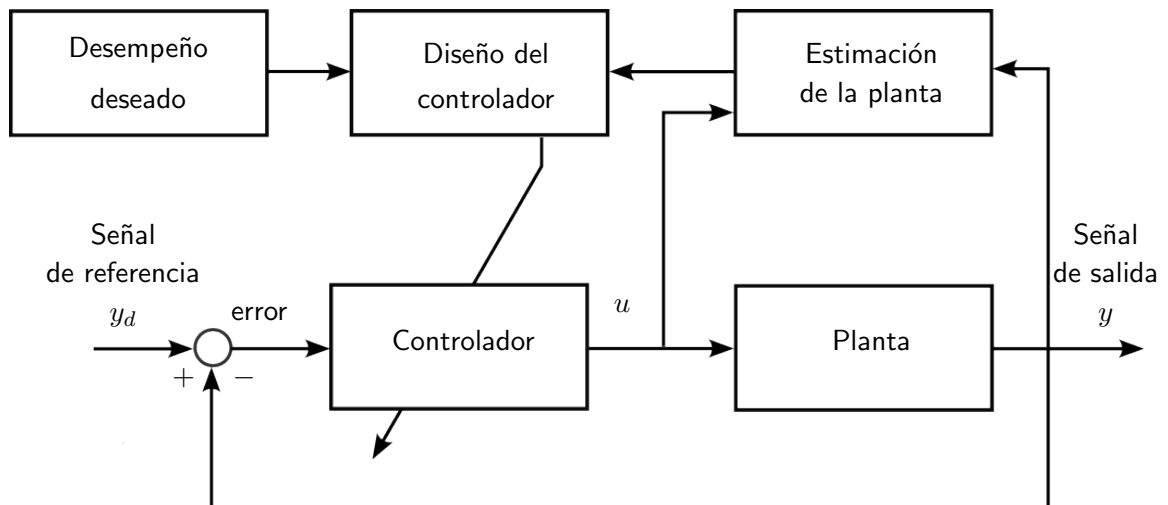 Desempeño
deseado
Diseño del
controlador
Estimación
de la planta
Señal
de referencia
y_d
error
+
−
Controlador
u
Planta
Señal
de salida
y